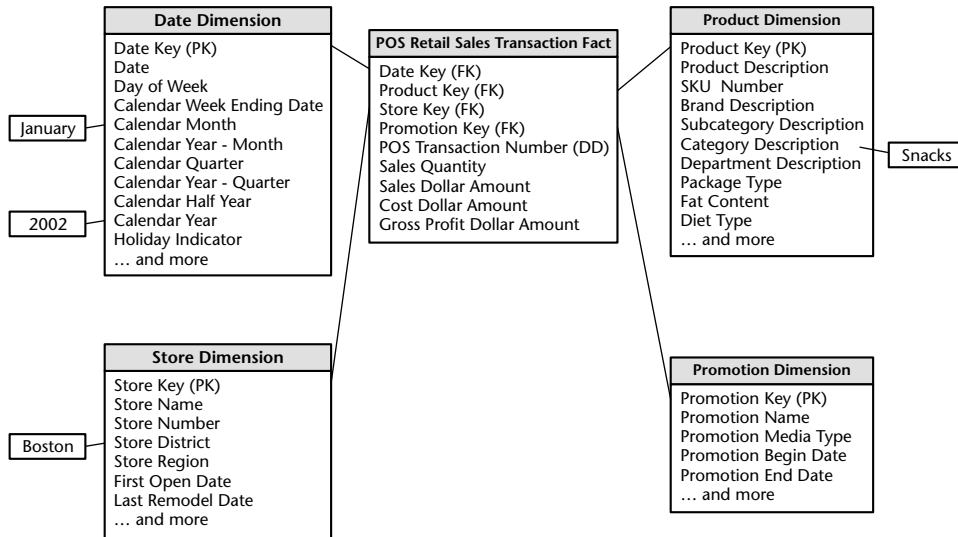 Date Dimension
Date Key (PK)
Date
Day of Week
Calendar Week Ending Date
Calendar Month
Calendar Year - Month
Calendar Quarter
Calendar Year - Quarter
Calendar Half Year
Calendar Year
Holiday Indicator
… and more
January
2002
POS Retail Sales Transaction Fact
Date Key (FK)
Product Key (FK)
Store Key (FK)
Promotion Key (FK)
POS Transaction Number (DD)
Sales Quantity
Sales Dollar Amount
Cost Dollar Amount
Gross Profit Dollar Amount
Product Dimension
Product Key (PK)
Product Description
SKU Number
Brand Description
Subcategory Description
Category Description
Department Description
Package Type
Fat Content
Diet Type
… and more
Snacks
Store Dimension
Store Key (PK)
Store Name
Store Number
Store District
Store Region
First Open Date
Last Remodel Date
… and more
Boston
Promotion Dimension
Promotion Key (PK)
Promotion Name
Promotion Media Type
Promotion Begin Date
Promotion End Date
… and more